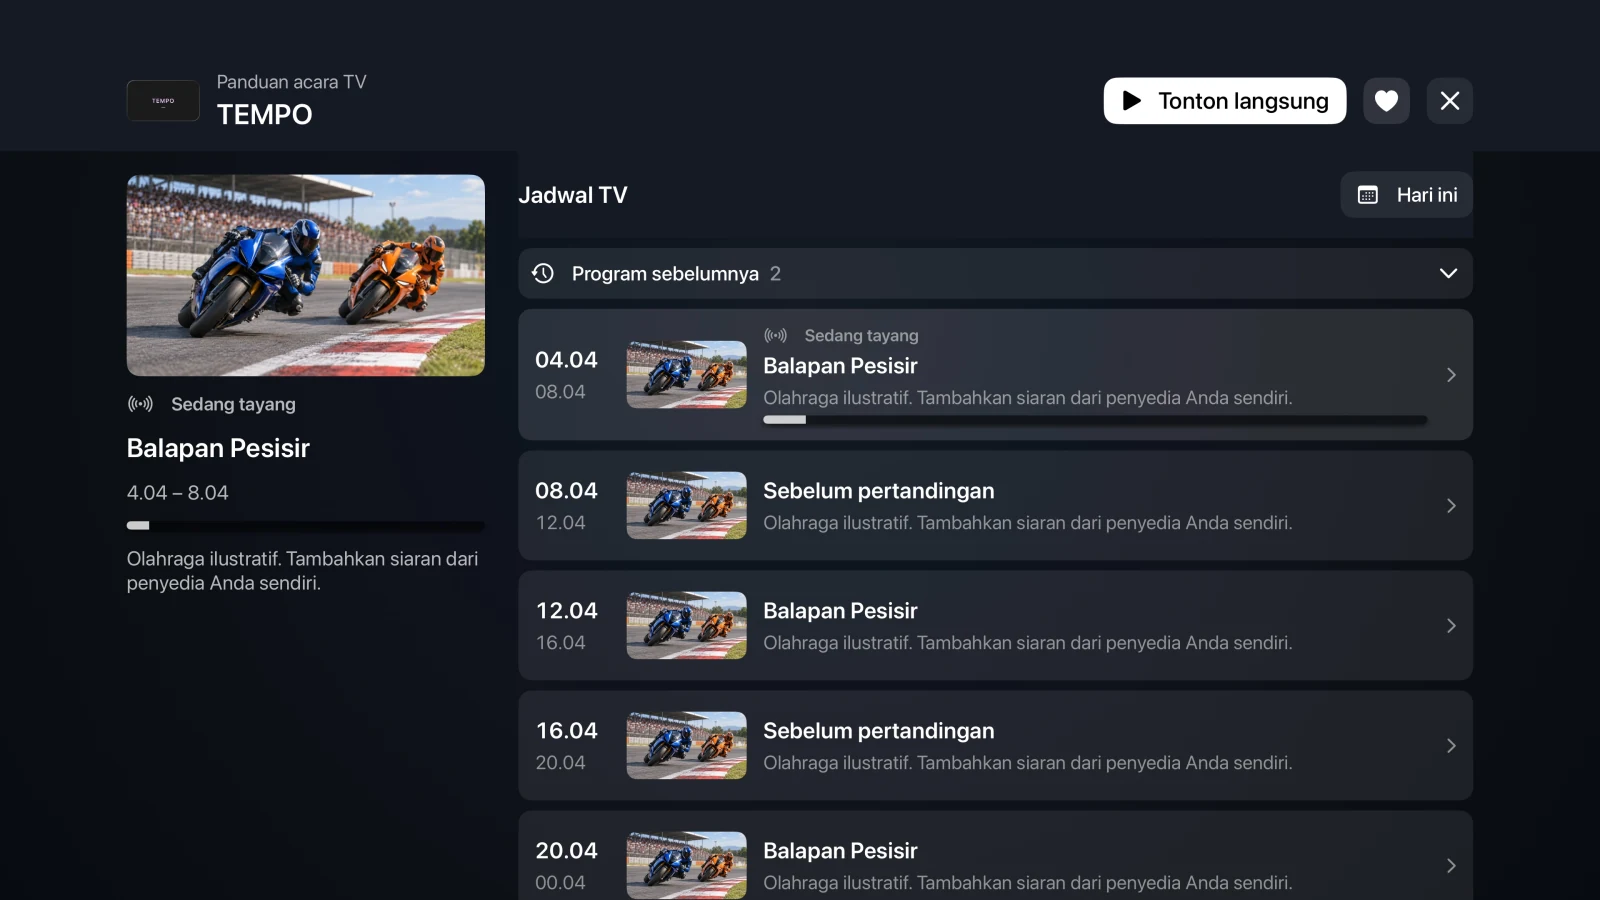 TEMPO
Panduan acara TV
TEMPO
Tonton langsung
Sedang tayang
Balapan Pesisir
4.04 – 8.04
Olahraga ilustratif. Tambahkan siaran dari
penyedia Anda sendiri.
Jadwal TV
Hari ini
Program sebelumnya 2
04.04
08.04
Sedang tayang
Balapan Pesisir
Olahraga ilustratif. Tambahkan siaran dari penyedia Anda sendiri.
08.04
12.04
Sebelum pertandingan
Olahraga ilustratif. Tambahkan siaran dari penyedia Anda sendiri.
12.04
16.04
Balapan Pesisir
Olahraga ilustratif. Tambahkan siaran dari penyedia Anda sendiri.
16.04
20.04
Sebelum pertandingan
Olahraga ilustratif. Tambahkan siaran dari penyedia Anda sendiri.
20.04
00.04
Balapan Pesisir
Olahraga ilustratif. Tambahkan siaran dari penyedia Anda sendiri.